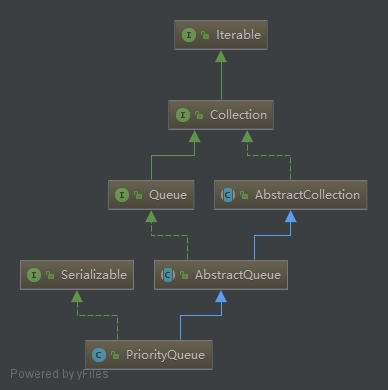 I Iterable
I Collection
I Queue
C AbstractCollection
I Serializable
C AbstractQueue
C PriorityQueue
Powered by yFiles